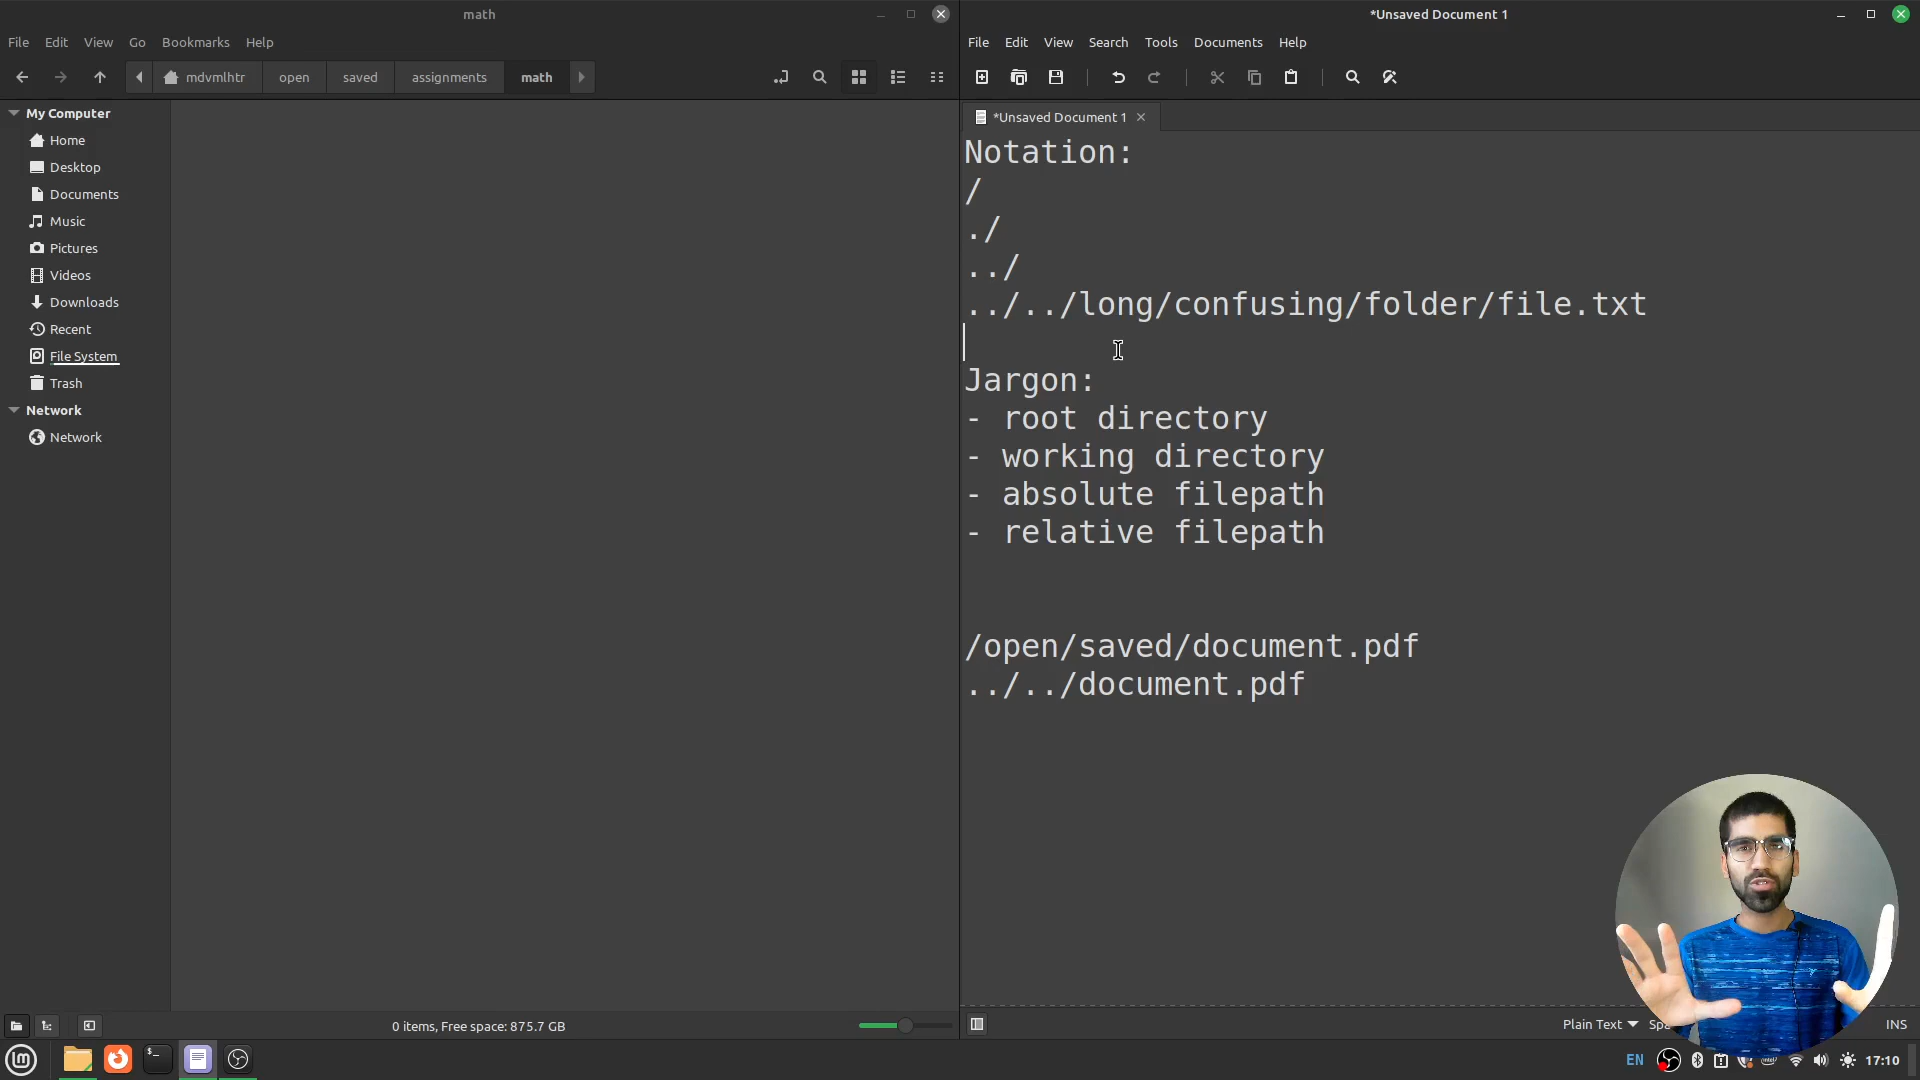 math
File Edit View Go Bookmarks Help
mdvmlhtr open saved assignments math
My Computer
Home
Desktop
Documents
Music
Pictures
Videos
Downloads
Recent
File System
Trash
Network
Network
0 items, Free space: 875.7 GB
*Unsaved Document 1
File Edit View Search Tools Documents Help
*Unsaved Document 1
Notation:
/
./
../
../../long/confusing/folder/file.txt
Jargon:
- root directory
- working directory
- absolute filepath
- relative filepath
/open/saved/document.pdf
../../document.pdf
Plain Text Spa INS
EN 17:10